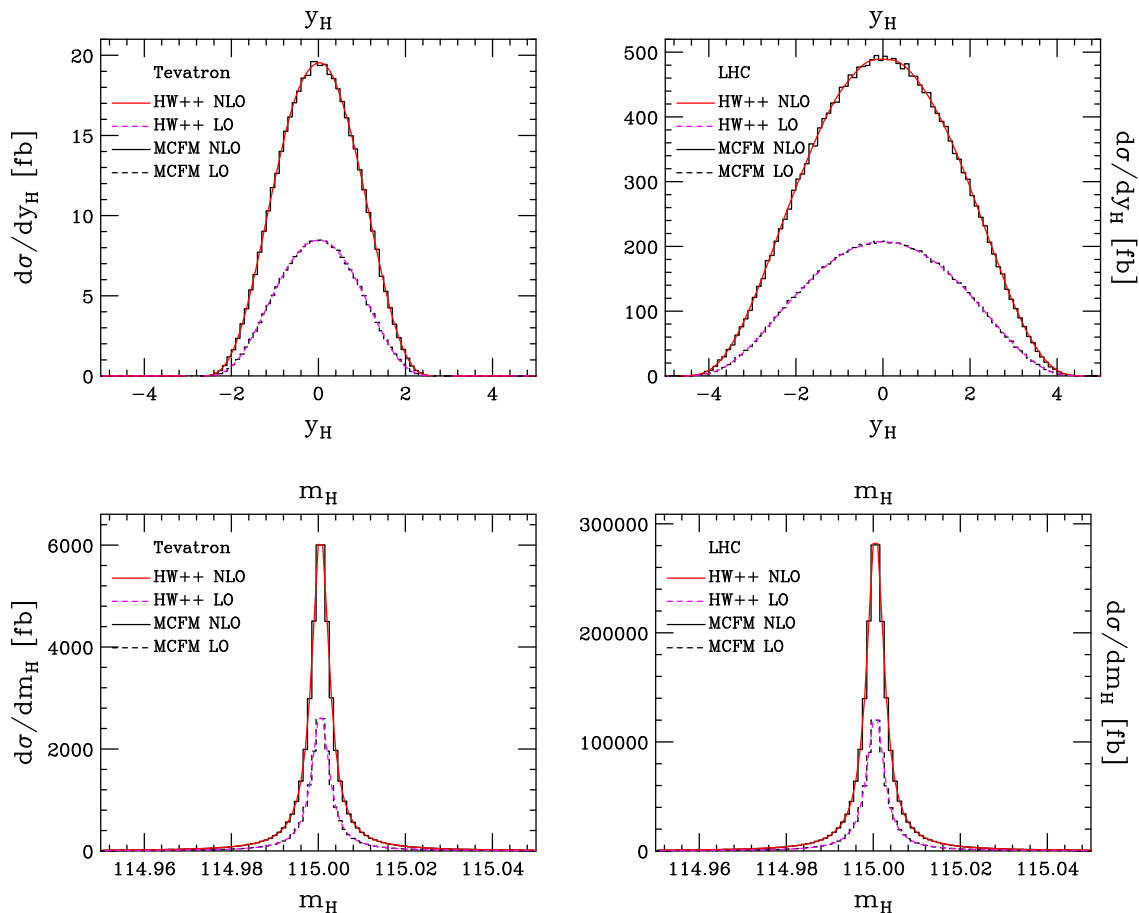 y_H
20
15
10
5
0
dσ/dy_H [fb]
Tevatron
HW++ NLO
HW++ LO
MCFM NLO
MCFM LO
−4 −2 0 2 4
y_H
y_H
500
400
300
200
100
0
LHC
HW++ NLO
HW++ LO
MCFM NLO
MCFM LO
dσ/dy_H [fb]
−4 −2 0 2 4
y_H
m_H
6000
4000
2000
0
dσ/dm_H [fb]
Tevatron
HW++ NLO
HW++ LO
MCFM NLO
MCFM LO
114.96 114.98 115.00 115.02 115.04
m_H
m_H
300000
200000
100000
0
LHC
HW++ NLO
HW++ LO
MCFM NLO
MCFM LO
dσ/dm_H [fb]
114.96 114.98 115.00 115.02 115.04
m_H